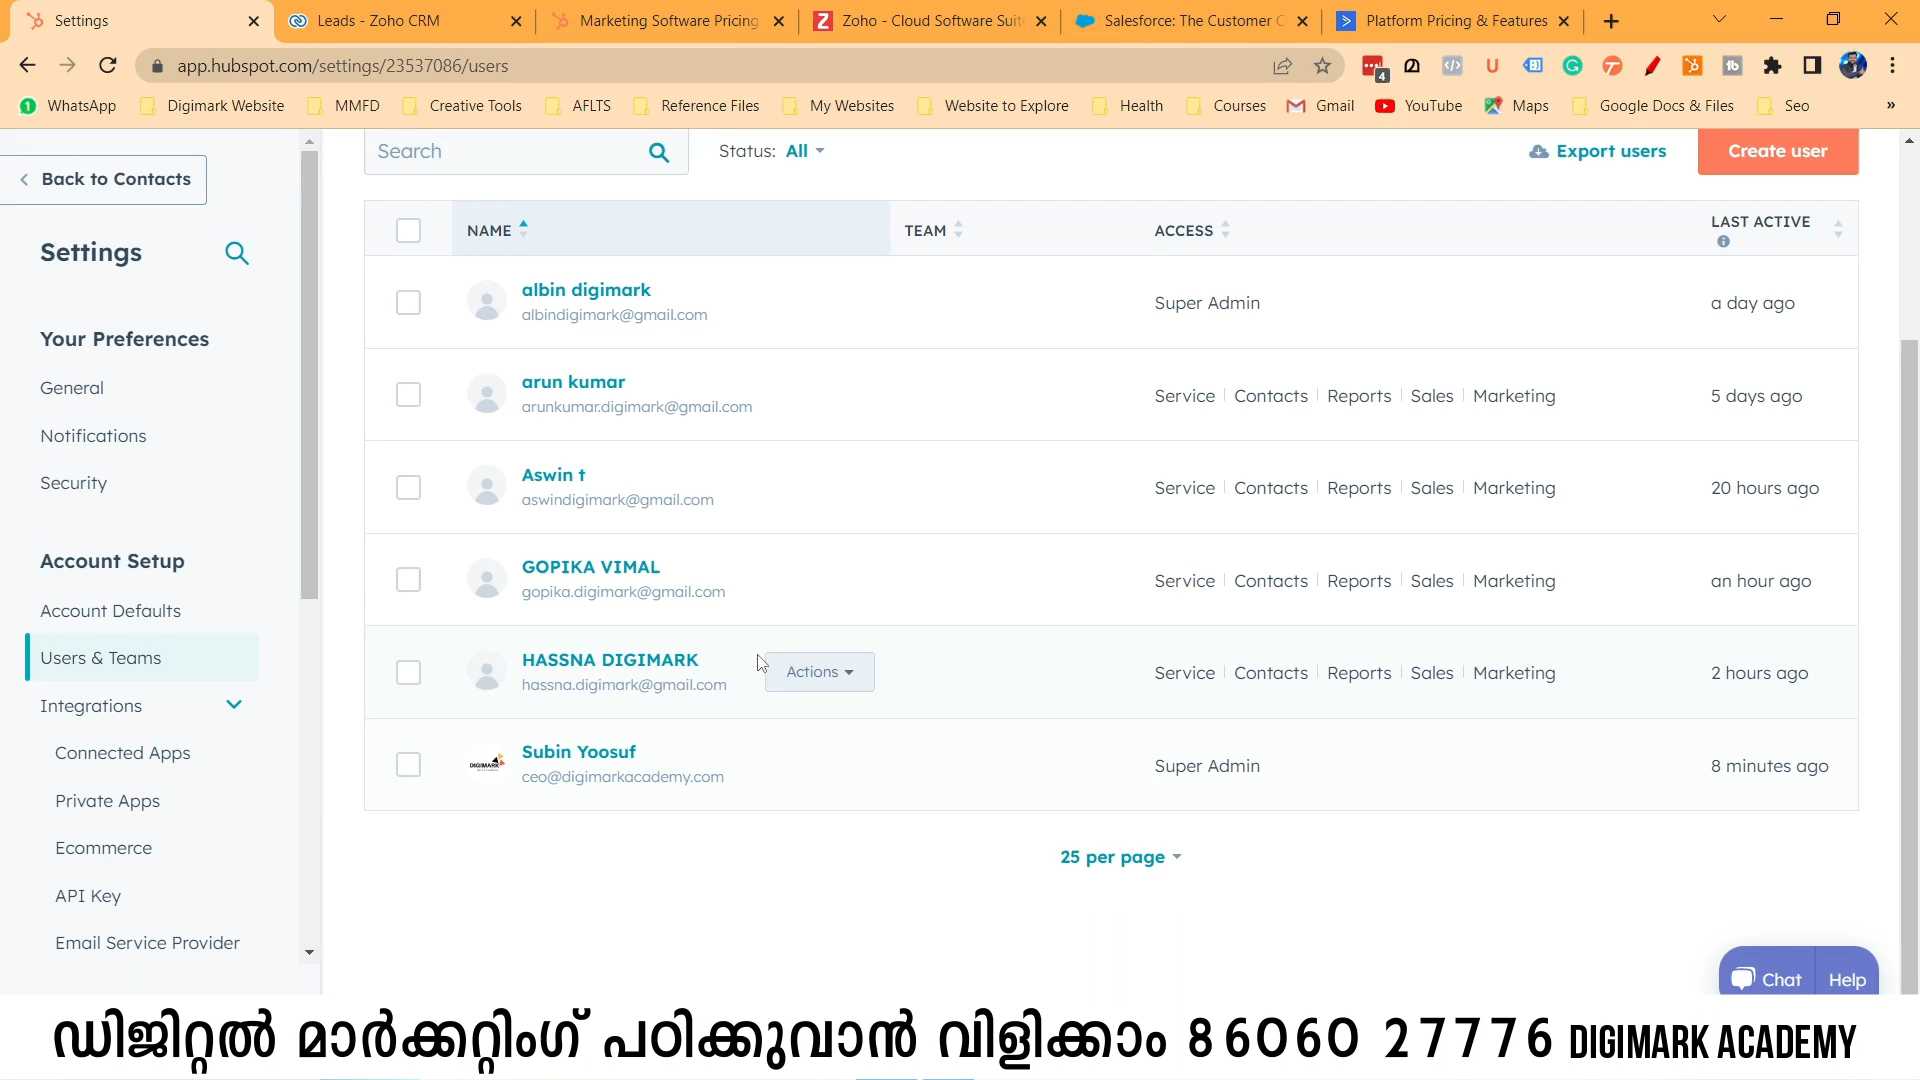 Settings
Leads - Zoho CRM
Marketing Software Pricing
Zoho - Cloud Software Suit
Salesforce: The Customer C
Platform Pricing & Features
app.hubspot.com/settings/23537086/users
4
WhatsApp
Digimark Website
MMFD
Creative Tools
AFLTS
Reference Files
My Websites
Website to Explore
Health
Courses
Gmail
YouTube
Maps
Google Docs & Files
Seo
»
Back to Contacts
Settings
Your Preferences
General
Notifications
Security
Account Setup
Account Defaults
Users & Teams
Integrations
Connected Apps
Private Apps
Ecommerce
API Key
Email Service Provider
Search
Status: All
Export users
Create user
NAME
TEAM
ACCESS
LAST ACTIVE
albin digimark
albindigimark@gmail.com
Super Admin
a day ago
arun kumar
arunkumar.digimark@gmail.com
Service | Contacts | Reports | Sales | Marketing
5 days ago
Aswin t
aswindigimark@gmail.com
Service | Contacts | Reports | Sales | Marketing
20 hours ago
GOPIKA VIMAL
gopika.digimark@gmail.com
Service | Contacts | Reports | Sales | Marketing
an hour ago
HASSNA DIGIMARK
hassna.digimark@gmail.com
Actions
Service | Contacts | Reports | Sales | Marketing
2 hours ago
DIGIMARK
Subin Yoosuf
ceo@digimarkacademy.com
Super Admin
8 minutes ago
25 per page
Chat
Help
ഡിജിറ്റൽ മാർക്കറ്റിംഗ് പഠിക്കുവാൻ വിളിക്കാം 86060 27776 DIGIMARK ACADEMY